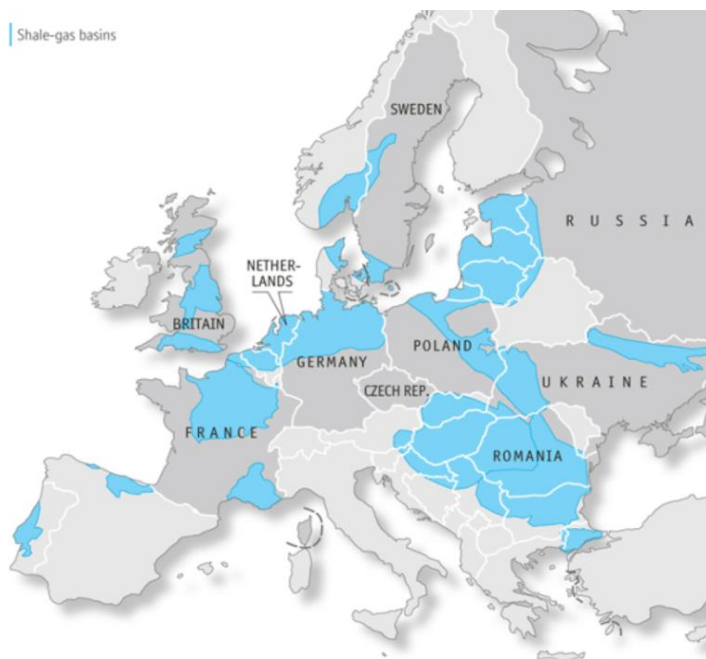 Shale-gas basins
SWEDEN
RUSSIA
NETHER-
LANDS
BRITAIN
GERMANY
POLAND
CZECH REP.
UKRAINE
FRANCE
ROMANIA